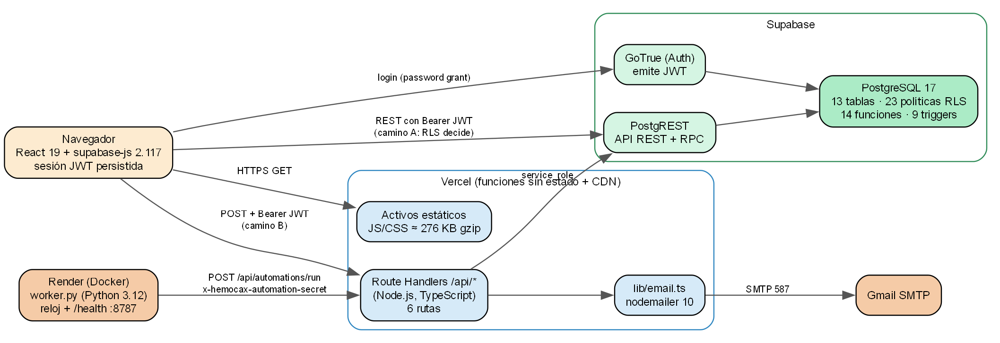 Supabase
GoTrue (Auth)
emite JWT
PostgreSQL 17
13 tablas · 23 políticas RLS
14 funciones · 9 triggers
login (password grant)
REST con Bearer JWT
(camino A: RLS decide)
PostgREST
API REST + RPC
Navegador
React 19 + supabase-js 2.117
sesión JWT persistida
HTTPS GET
service_role
Vercel (funciones sin estado + CDN)
Activos estáticos
JS/CSS ≈ 276 KB gzip
POST + Bearer JWT
(camino B)
Render (Docker)
worker.py (Python 3.12)
reloj + /health :8787
POST /api/automations/run
x-hemocax-automation-secret
Route Handlers /api/*
(Node.js, TypeScript)
6 rutas
lib/email.ts
nodemailer 10
SMTP 587
Gmail SMTP